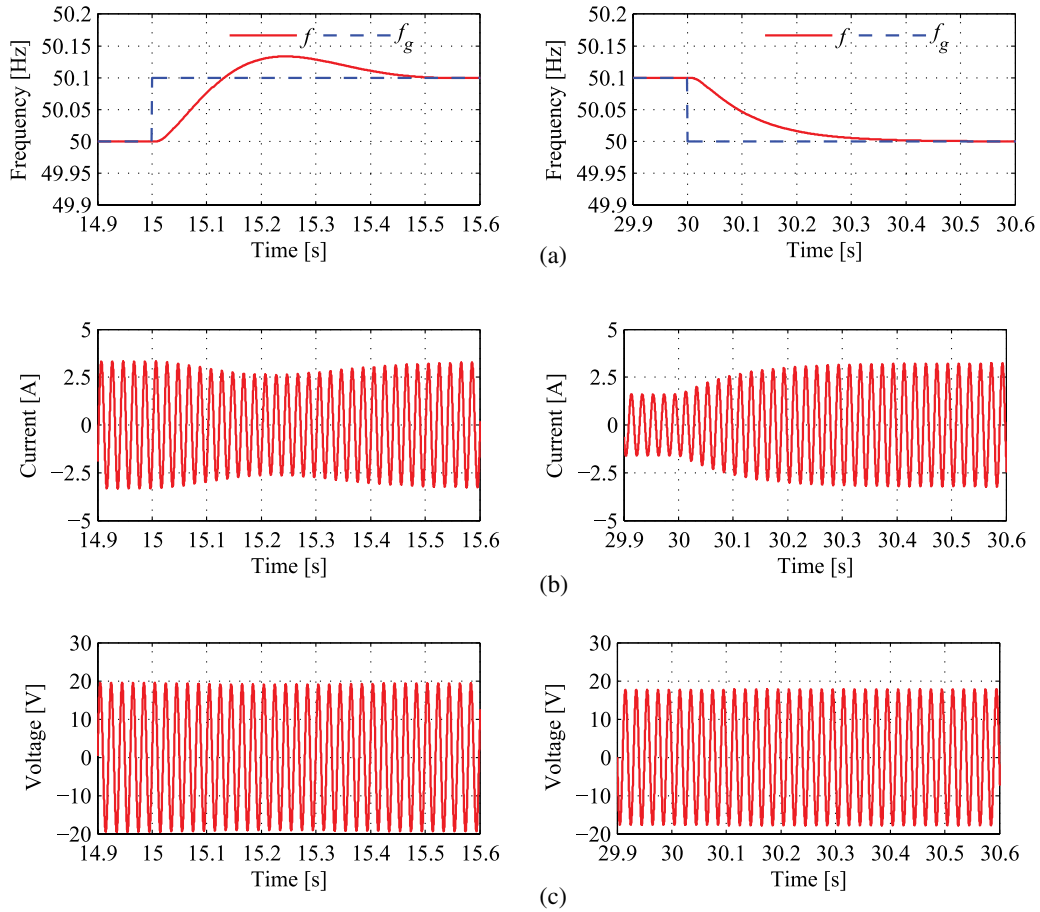 50.2
50.15
50.1
50.05
50
49.95
49.9
Frequency [Hz]
f f_g
14.9 15 15.1 15.2 15.3 15.4 15.5 15.6
Time [s]
50.2
50.15
50.1
50.05
50
49.95
49.9
Frequency [Hz]
f f_g
29.9 30 30.1 30.2 30.3 30.4 30.5 30.6
Time [s]
(a)
5
2.5
0
−2.5
−5
Current [A]
14.9 15 15.1 15.2 15.3 15.4 15.5 15.6
Time [s]
5
2.5
0
−2.5
−5
Current [A]
29.9 30 30.1 30.2 30.3 30.4 30.5 30.6
Time [s]
(b)
30
20
10
0
−10
−20
Voltage [V]
14.9 15 15.1 15.2 15.3 15.4 15.5 15.6
Time [s]
30
20
10
0
−10
−20
Voltage [V]
29.9 30 30.1 30.2 30.3 30.4 30.5 30.6
Time [s]
(c)